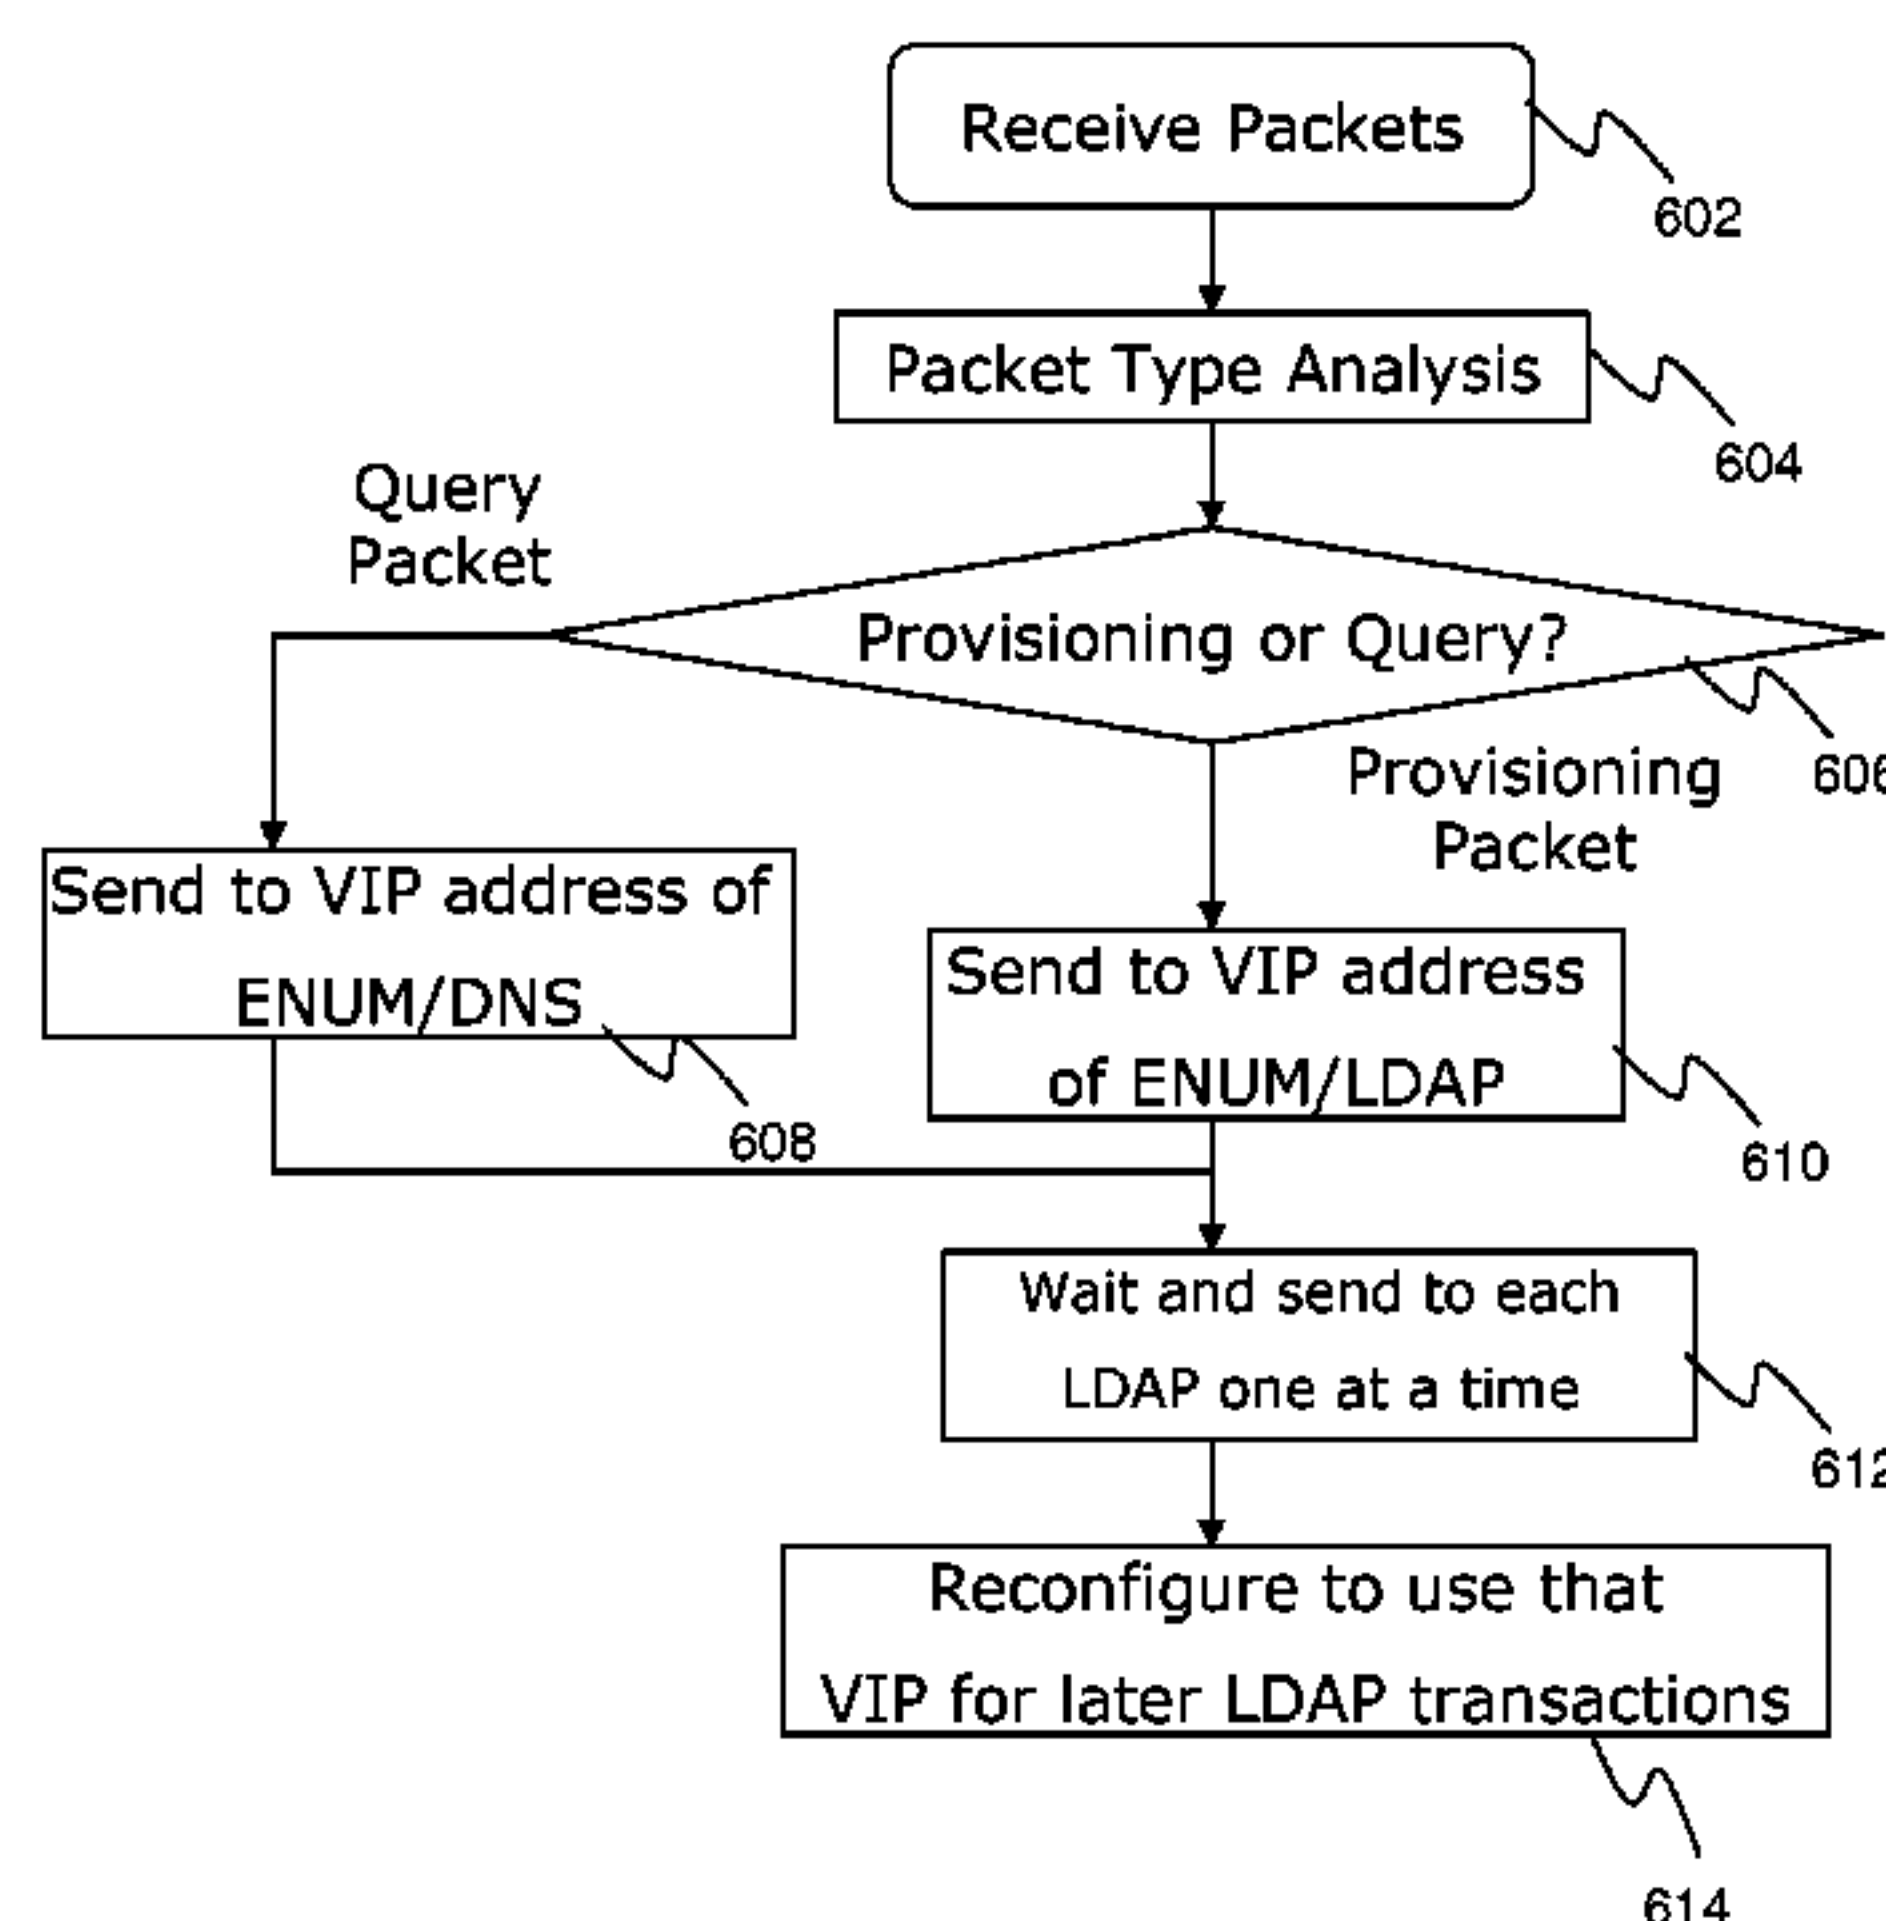 Receive Packets
602
Packet Type Analysis
604
Query
Packet
Provisioning or Query?
606
Provisioning
Packet
Send to VIP address of
ENUM/DNS
608
Send to VIP address
of ENUM/LDAP
610
Wait and send to each
LDAP one at a time
612
Reconfigure to use that
VIP for later LDAP transactions
614